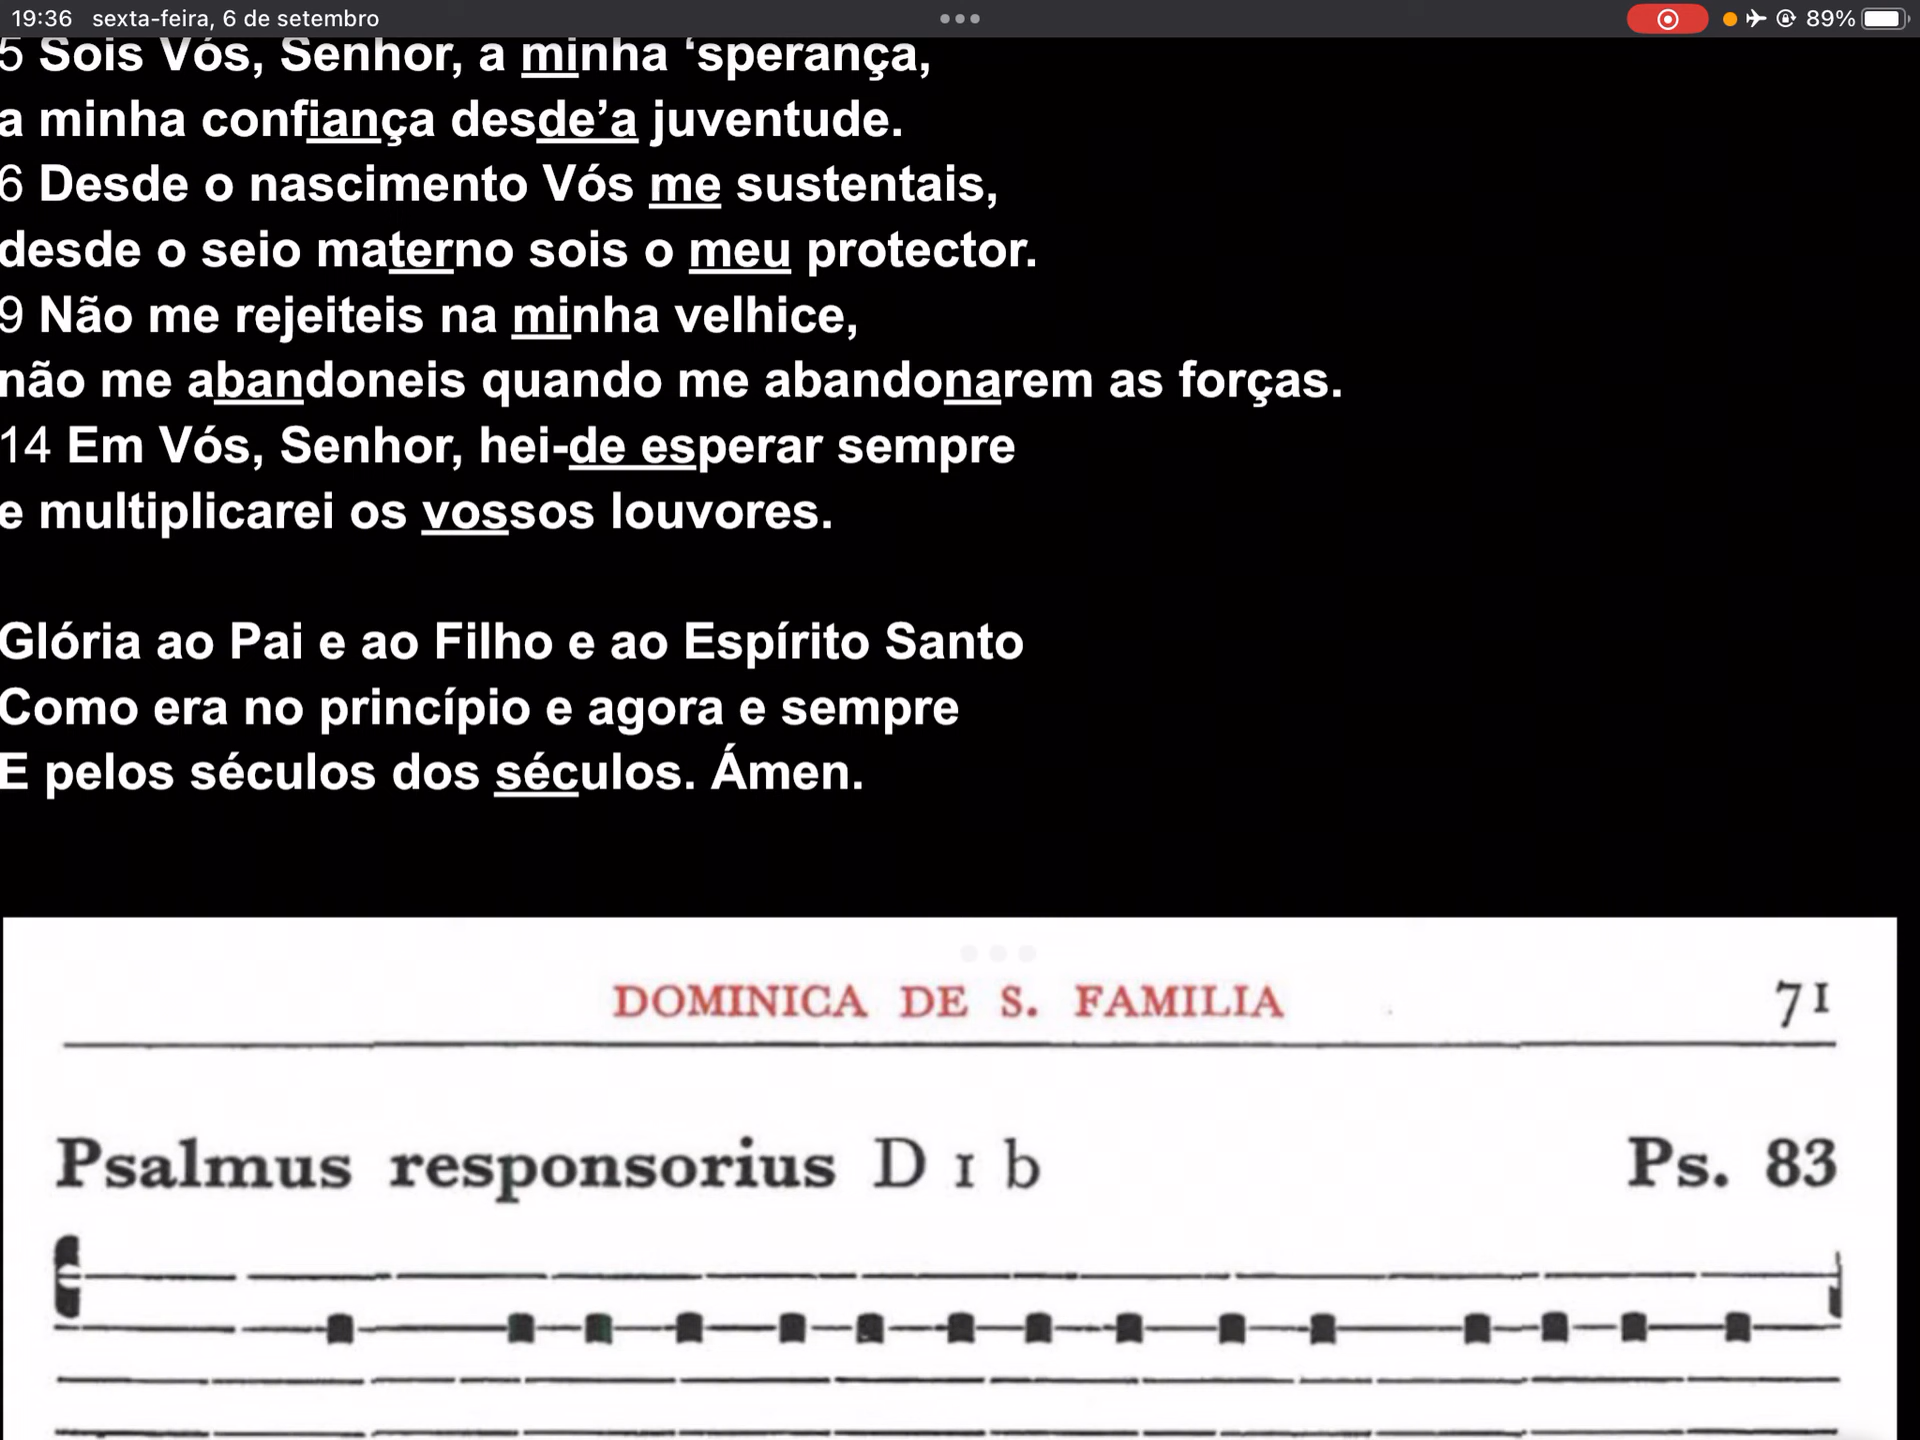 19:36 sexta-feira, 6 de setembro 89%
5 Sois Vós, Senhor, a minha ‘sperança,
a minha confiança desde’a juventude.
6 Desde o nascimento Vós me sustentais,
desde o seio materno sois o meu protector.
9 Não me rejeiteis na minha velhice,
não me abandoneis quando me abandonarem as forças.
14 Em Vós, Senhor, hei-de esperar sempre
e multiplicarei os vossos louvores.
Glória ao Pai e ao Filho e ao Espírito Santo
Como era no princípio e agora e sempre
E pelos séculos dos séculos. Ámen.
DOMINICA DE S. FAMILIA 71
Psalmus responsorius D 1 b Ps. 83